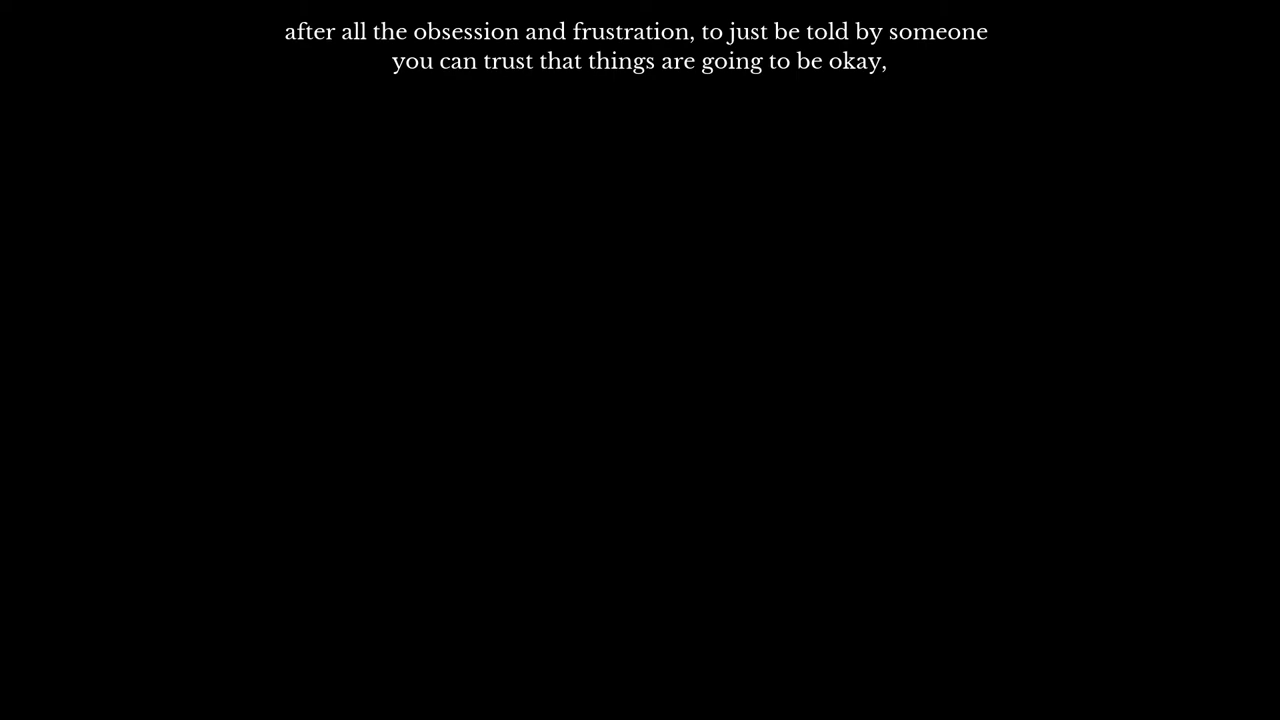 after all the obsession and frustration, to just be told by someone
you can trust that things are going to be okay,